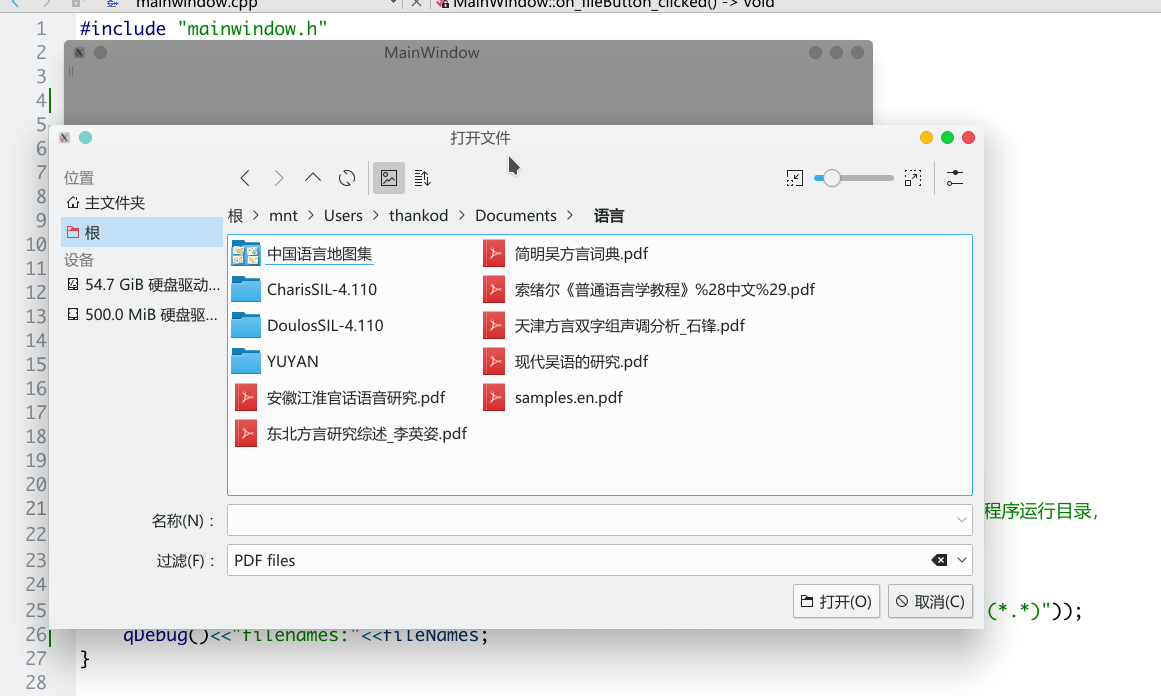 mainwindow.cpp
MainWindow::on_fileButton_clicked() -> void
1 #include "mainwindow.h"
2
3
4
5
6
7
8
9
10
11
12
13
14
15
16
17
18
19
20
21 程序运行目录,
22
23
24
25 (*.*)"));
26 qDebug()<<"filenames:"<<fileNames;
27 }
28
MainWindow
打开文件
位置
主文件夹
根
设备
54.7 GiB 硬盘驱动...
500.0 MiB 硬盘驱...
根 > mnt > Users > thankod > Documents > 语言
中国语言地图集
CharisSIL-4.110
DoulosSIL-4.110
YUYAN
安徽江淮官话语音研究.pdf
东北方言研究综述_李英姿.pdf
简明吴方言词典.pdf
索绪尔《普通语言学教程》%28中文%29.pdf
天津方言双字组声调分析_石锋.pdf
现代吴语的研究.pdf
samples.en.pdf
名称(N)：
过滤(F)： PDF files
打开(O) 取消(C)